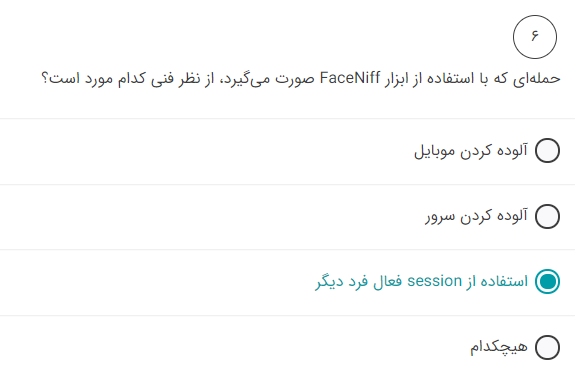 ۶
حمله‌ای که با استفاده از ابزار FaceNiff صورت می‌گیرد، از نظر فنی کدام مورد است؟
آلوده کردن موبایل
آلوده کردن سرور
استفاده از session فعال فرد دیگر
هیچکدام